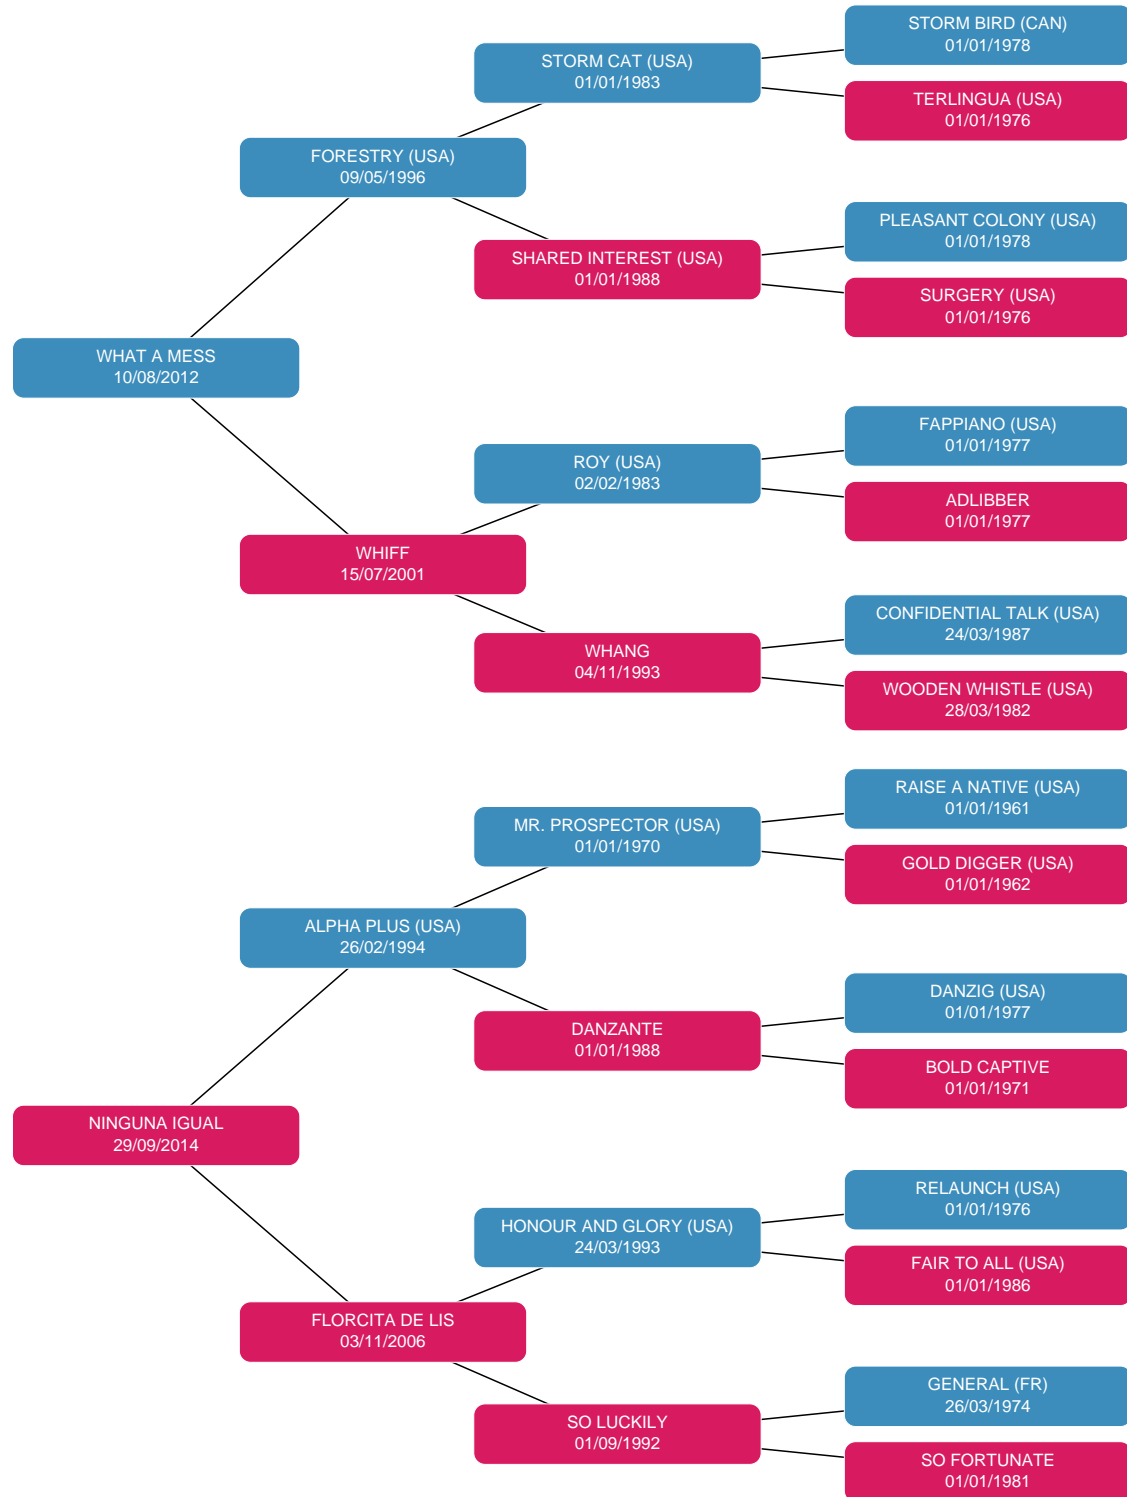 STORM BIRD (CAN)
01/01/1978
STORM CAT (USA)
01/01/1983
TERLINGUA (USA)
01/01/1976
FORESTRY (USA)
09/05/1996
PLEASANT COLONY (USA)
01/01/1978
SHARED INTEREST (USA)
01/01/1988
SURGERY (USA)
01/01/1976
WHAT A MESS
10/08/2012
FAPPIANO (USA)
01/01/1977
ROY (USA)
02/02/1983
ADLIBBER
01/01/1977
WHIFF
15/07/2001
CONFIDENTIAL TALK (USA)
24/03/1987
WHANG
04/11/1993
WOODEN WHISTLE (USA)
28/03/1982
RAISE A NATIVE (USA)
01/01/1961
MR. PROSPECTOR (USA)
01/01/1970
GOLD DIGGER (USA)
01/01/1962
ALPHA PLUS (USA)
26/02/1994
DANZIG (USA)
01/01/1977
DANZANTE
01/01/1988
BOLD CAPTIVE
01/01/1971
NINGUNA IGUAL
29/09/2014
RELAUNCH (USA)
01/01/1976
HONOUR AND GLORY (USA)
24/03/1993
FAIR TO ALL (USA)
01/01/1986
FLORCITA DE LIS
03/11/2006
GENERAL (FR)
26/03/1974
SO LUCKILY
01/09/1992
SO FORTUNATE
01/01/1981